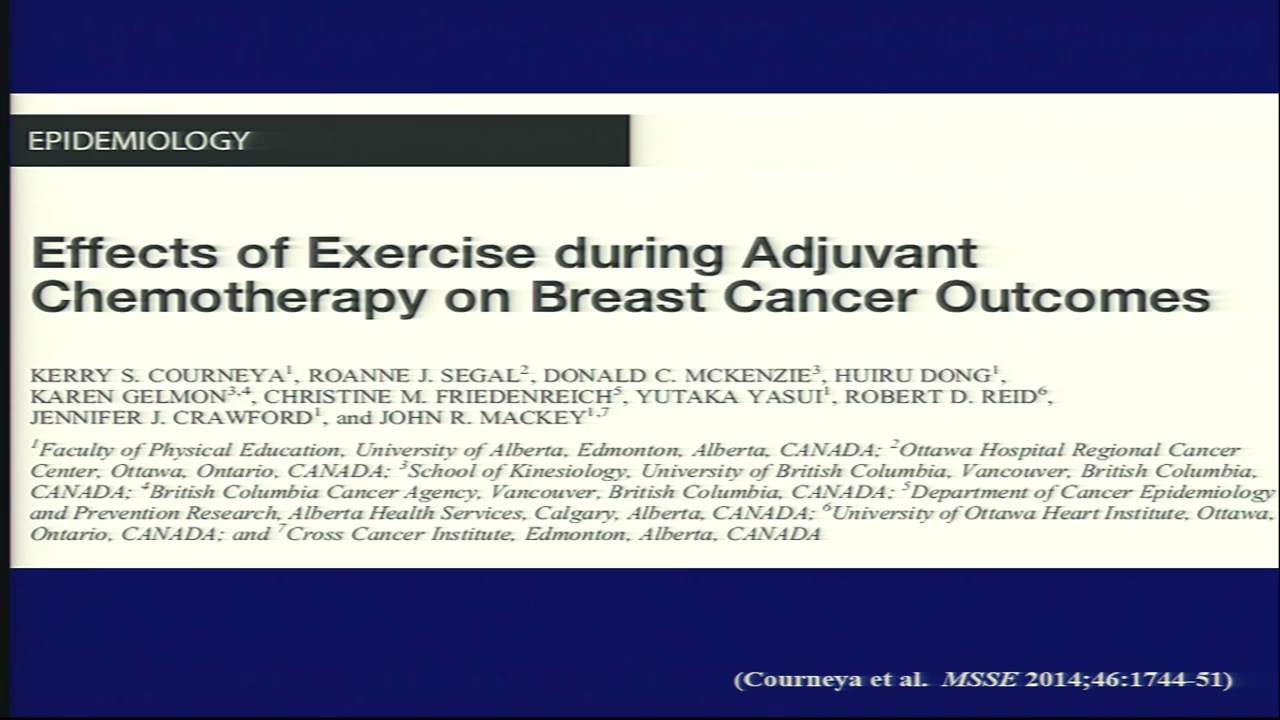 EPIDEMIOLOGY
Effects of Exercise during Adjuvant
Chemotherapy on Breast Cancer Outcomes
KERRY S. COURNEYA¹, ROANNE J. SEGAL², DONALD C. MCKENZIE³, HUIRU DONG¹,
KAREN GELMON³,⁴, CHRISTINE M. FRIEDENREICH⁵, YUTAKA YASUI¹, ROBERT D. REID⁶,
JENNIFER J. CRAWFORD¹, and JOHN R. MACKEY¹,⁷
¹Faculty of Physical Education, University of Alberta, Edmonton, Alberta, CANADA; ²Ottawa Hospital Regional Cancer
Center, Ottawa, Ontario, CANADA; ³School of Kinesiology, University of British Columbia, Vancouver, British Columbia,
CANADA; ⁴British Columbia Cancer Agency, Vancouver, British Columbia, CANADA; ⁵Department of Cancer Epidemiology
and Prevention Research, Alberta Health Services, Calgary, Alberta, CANADA; ⁶University of Ottawa Heart Institute, Ottawa,
Ontario, CANADA; and ⁷Cross Cancer Institute, Edmonton, Alberta, CANADA
(Courneya et al. MSSE 2014;46:1744-51)